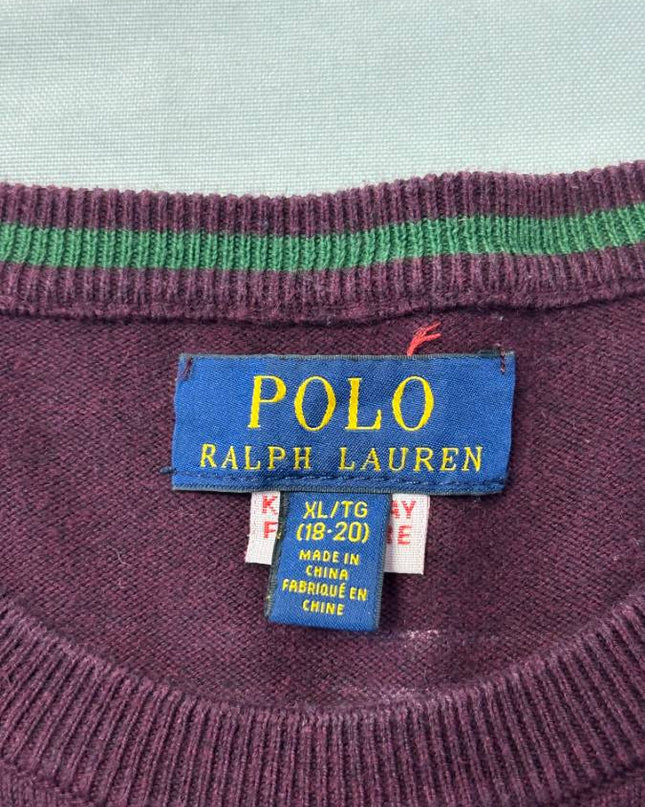 POLO
RALPH LAUREN
XL/TG
(18-20)
MADE IN
CHINA
FABRIQUÉ EN
CHINE